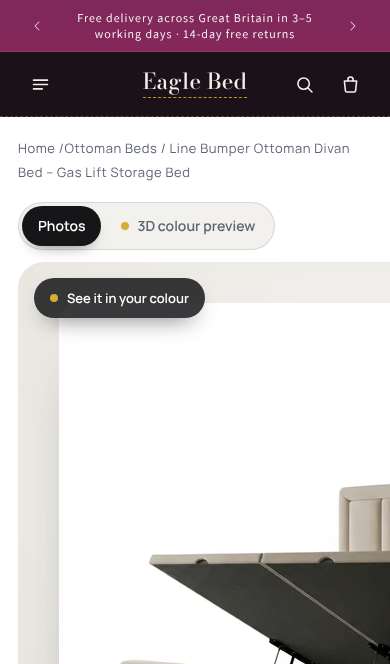 Free delivery across Great Britain in 3–5
working days · 14-day free returns
Eagle Bed
Home /Ottoman Beds / Line Bumper Ottoman Divan
Bed – Gas Lift Storage Bed
Photos
3D colour preview
See it in your colour